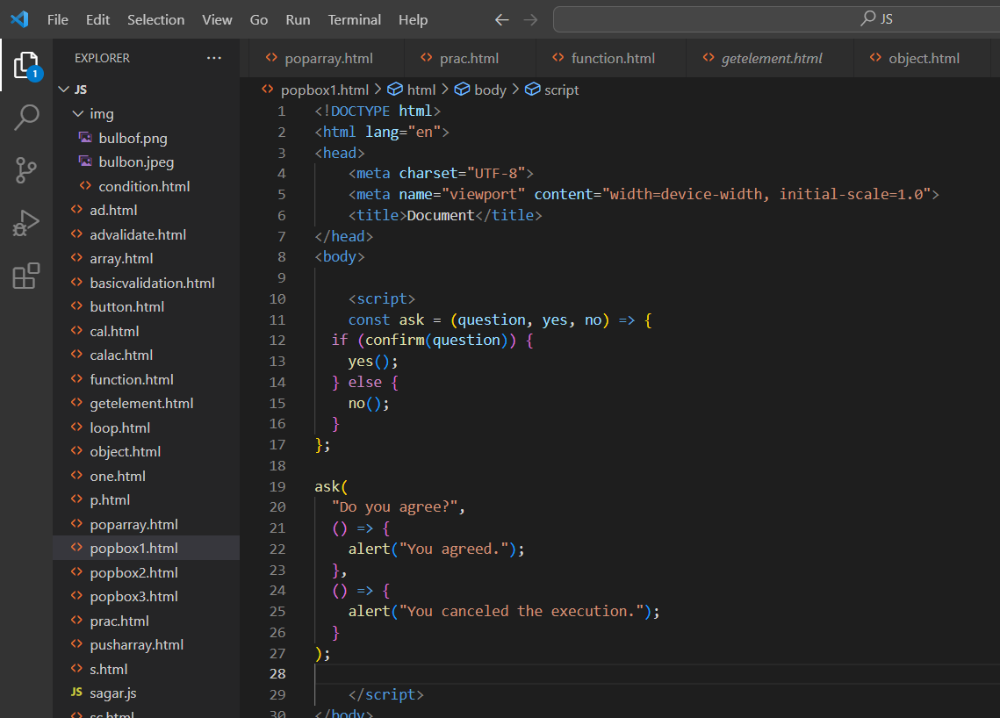 File Edit Selection View Go Run Terminal Help JS
1
EXPLORER ...
JS
img
bulbof.png
bulbon.jpeg
condition.html
ad.html
advalidate.html
array.html
basicvalidation.html
button.html
cal.html
calac.html
function.html
getelement.html
loop.html
object.html
one.html
p.html
poparray.html
popbox1.html
popbox2.html
popbox3.html
prac.html
pusharray.html
s.html
JS sagar.js
sc.html
poparray.html prac.html function.html getelement.html object.html
popbox1.html > html > body > script
1 <!DOCTYPE html>
2 <html lang="en">
3 <head>
4 <meta charset="UTF-8">
5 <meta name="viewport" content="width=device-width, initial-scale=1.0">
6 <title>Document</title>
7 </head>
8 <body>
9
10 <script>
11 const ask = (question, yes, no) => {
12 if (confirm(question)) {
13 yes();
14 } else {
15 no();
16 }
17 };
18
19 ask(
20 "Do you agree?",
21 () => {
22 alert("You agreed.");
23 },
24 () => {
25 alert("You canceled the execution.");
26 }
27 );
28
29 </script>
30 </body>